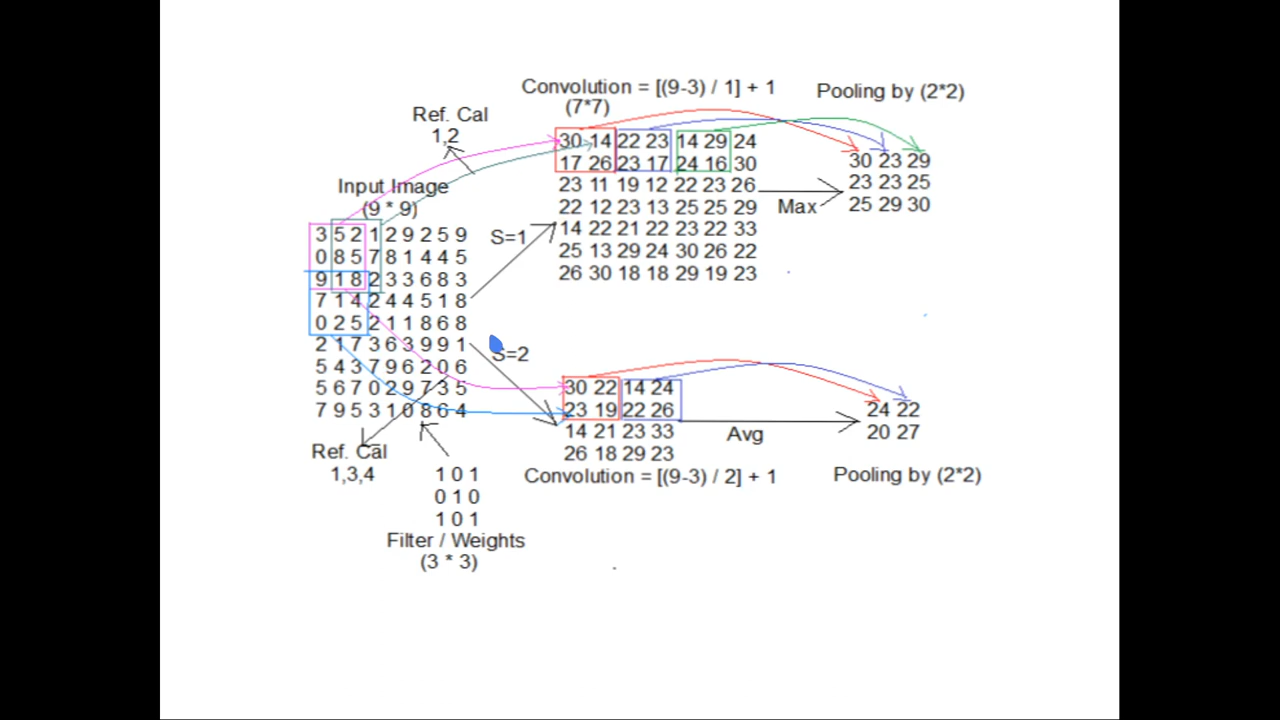 Convolution = [(9-3) / 1] + 1
(7*7)
Pooling by (2*2)
Ref. Cal
1,2
30 14 22 23 14 29 24
17 26 23 17 24 16 30
23 11 19 12 22 23 26
22 12 23 13 25 25 29
14 22 21 22 23 22 33
25 13 29 24 30 26 22
26 30 18 18 29 19 23
Max
30 23 29
23 23 25
25 29 30
Input Image
(9 * 9)
3 5 2 1 2 9 2 5 9
0 8 5 7 8 1 4 4 5
9 1 8 2 3 3 6 8 3
7 1 4 2 4 4 5 1 8
0 2 5 2 1 1 8 6 8
2 1 7 3 6 3 9 9 1
5 4 3 7 9 6 2 0 6
5 6 7 0 2 9 7 3 5
7 9 5 3 1 0 8 6 4
S=1
S=2
30 22 14 24
23 19 22 26
14 21 23 33
26 18 29 23
Avg
24 22
20 27
Convolution = [(9-3) / 2] + 1
Pooling by (2*2)
Ref. Cal
1,3,4
1 0 1
0 1 0
1 0 1
Filter / Weights
(3 * 3)